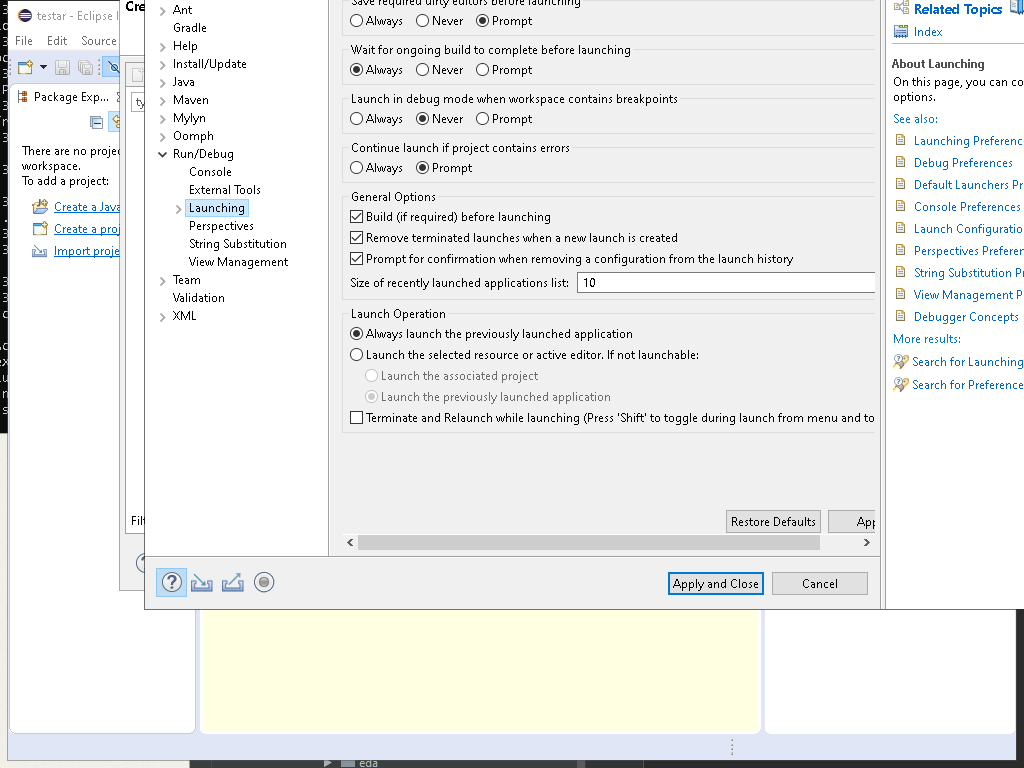 testar - Eclipse I
File Edit Source
Package Exp...
There are no proje
workspace.
To add a project:
Create a Java
Create a proj
Import proje
Cre
ty
Filt
Ant
Gradle
Help
Install/Update
Java
Maven
Mylyn
Oomph
Run/Debug
Console
External Tools
Launching
Perspectives
String Substitution
View Management
Team
Validation
XML
Save required dirty editors before launching
Always Never Prompt
Wait for ongoing build to complete before launching
Always Never Prompt
Launch in debug mode when workspace contains breakpoints
Always Never Prompt
Continue launch if project contains errors
Always Prompt
General Options
Build (if required) before launching
Remove terminated launches when a new launch is created
Prompt for confirmation when removing a configuration from the launch history
Size of recently launched applications list: 10
Launch Operation
Always launch the previously launched application
Launch the selected resource or active editor. If not launchable:
Launch the associated project
Launch the previously launched application
Terminate and Relaunch while launching (Press 'Shift' to toggle during launch from menu and to
Restore Defaults App
Apply and Close Cancel
Related Topics
Index
About Launching
On this page, you can co
options.
See also:
Launching Preferenc
Debug Preferences
Default Launchers Pr
Console Preferences
Launch Configuratio
Perspectives Preferen
String Substitution Pr
View Management P
Debugger Concepts
More results:
Search for Launching
Search for Preference
eda